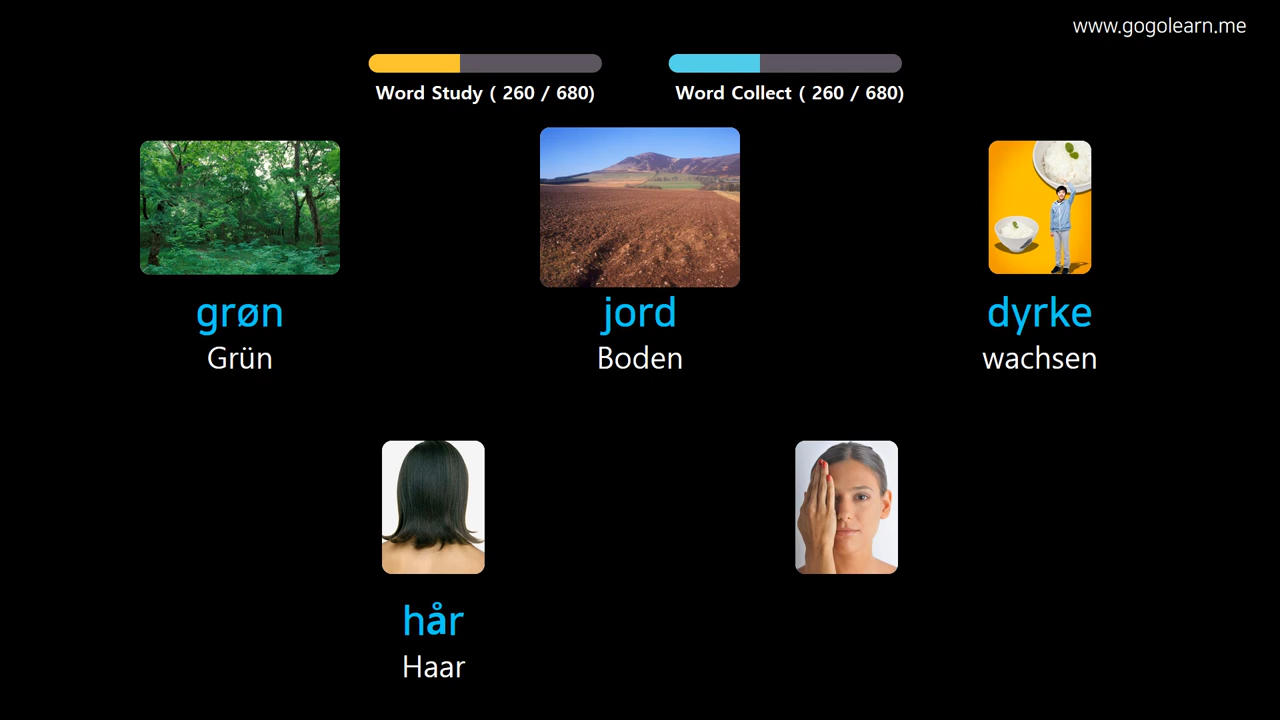 www.gogolearn.me
Word Study ( 260 / 680)
Word Collect ( 260 / 680)
grøn
Grün
jord
Boden
dyrke
wachsen
hår
Haar